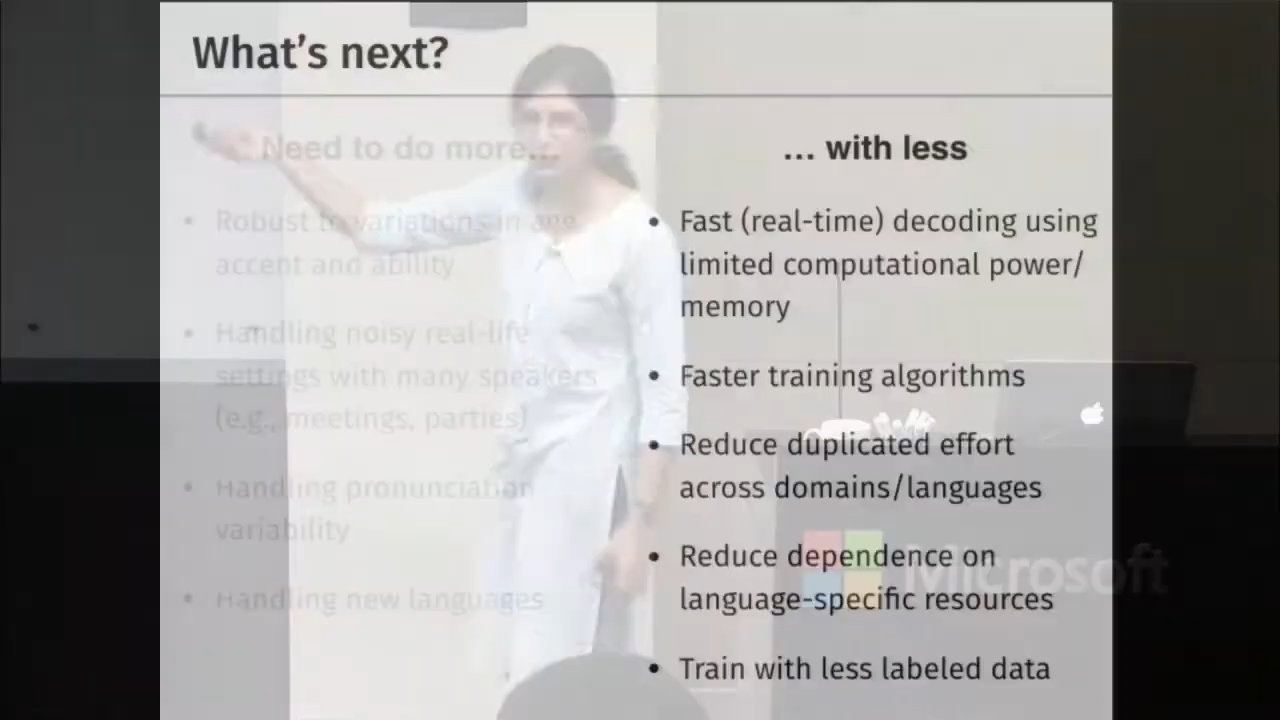 What's next?
Need to do more...
• Robust to variations in age,
accent and ability
• Handling noisy real-life
settings with many speakers
(e.g., meetings, parties)
• Handling pronunciation
variability
• Handling new languages
... with less
• Fast (real-time) decoding using
limited computational power/
memory
• Faster training algorithms
• Reduce duplicated effort
across domains/languages
• Reduce dependence on
language-specific resources
• Train with less labeled data
Microsoft